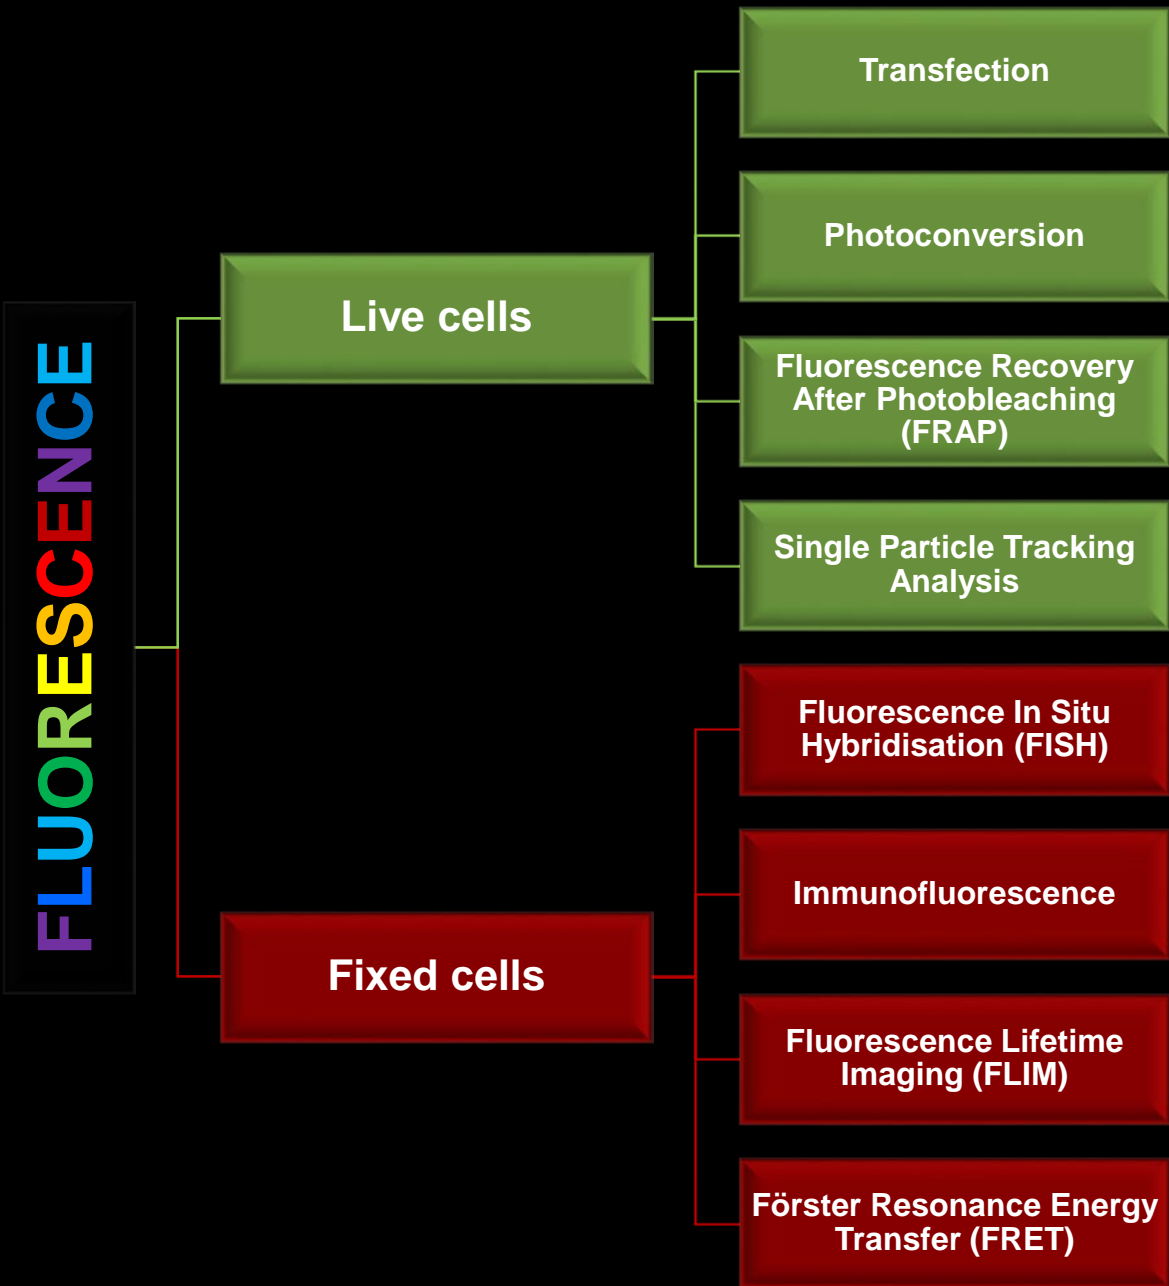 FLUORESCENCE
Live cells
Transfection
Photoconversion
Fluorescence Recovery
After Photobleaching
(FRAP)
Single Particle Tracking
Analysis
Fixed cells
Fluorescence In Situ
Hybridisation (FISH)
Immunofluorescence
Fluorescence Lifetime
Imaging (FLIM)
Förster Resonance Energy
Transfer (FRET)